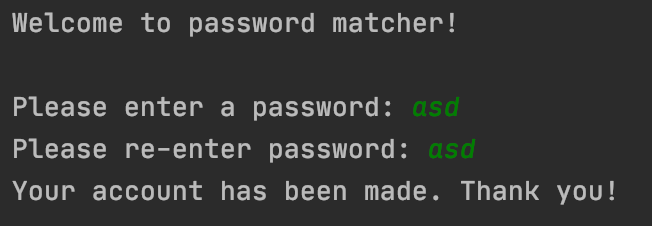 Welcome to password matcher!
Please enter a password: asd
Please re-enter password: asd
Your account has been made. Thank you!